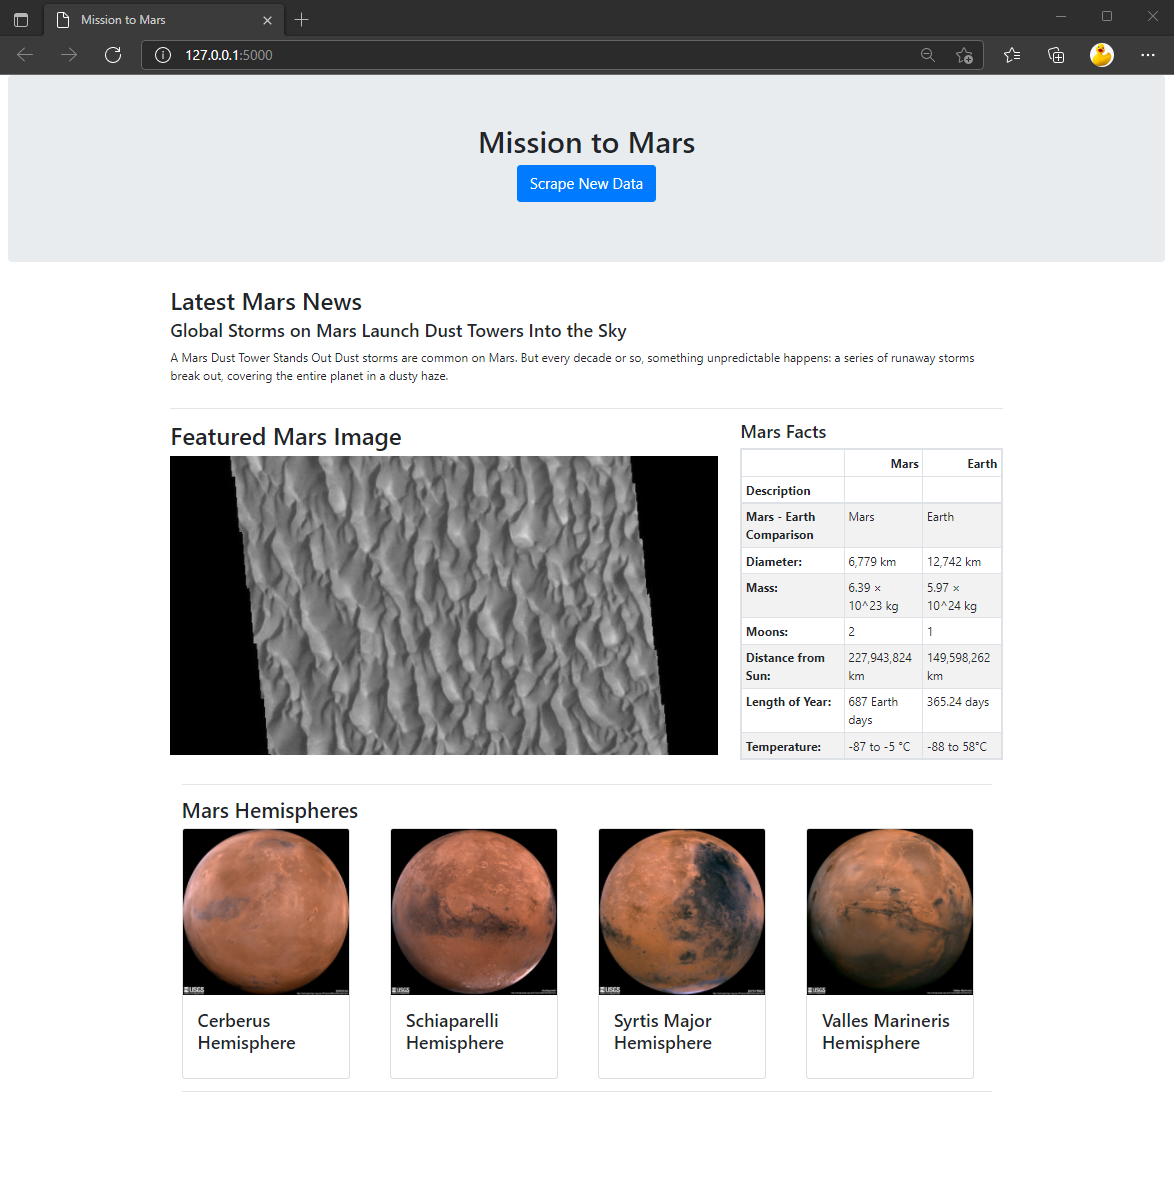 Mission to Mars
127.0.0.1:5000
Mission to Mars
Scrape New Data
Latest Mars News
Global Storms on Mars Launch Dust Towers Into the Sky
A Mars Dust Tower Stands Out Dust storms are common on Mars. But every decade or so, something unpredictable happens: a series of runaway storms
break out, covering the entire planet in a dusty haze.
Featured Mars Image
Mars Facts
Mars Earth
Description
Mars - Earth Comparison Mars Earth
Diameter: 6,779 km 12,742 km
Mass: 6.39 × 10^23 kg 5.97 × 10^24 kg
Moons: 2 1
Distance from Sun: 227,943,824 km 149,598,262 km
Length of Year: 687 Earth days 365.24 days
Temperature: -87 to -5 °C -88 to 58°C
Mars Hemispheres
USGS USGS USGS USGS
Cerberus Hemisphere
Schiaparelli Hemisphere
Syrtis Major Hemisphere
Valles Marineris Hemisphere